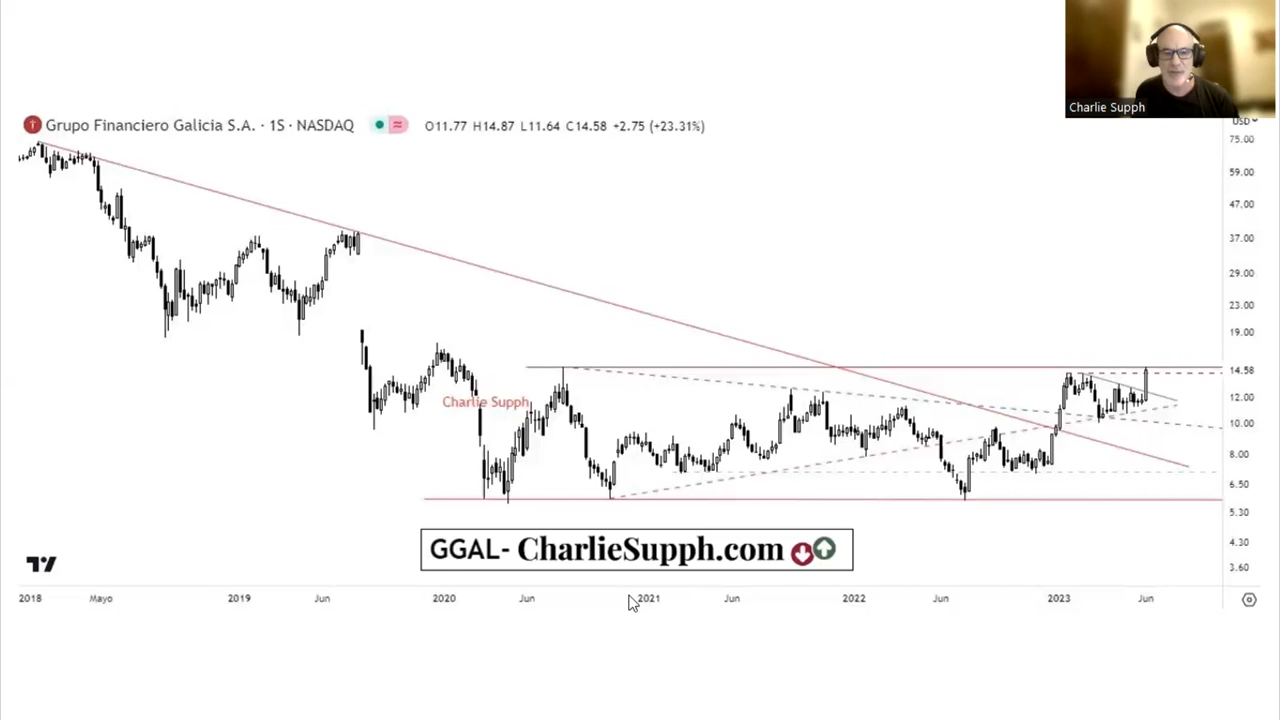 Charlie Supph
Grupo Financiero Galicia S.A. · 1S · NASDAQ
≈
O11.77 H14.87 L11.64 C14.58 +2.75 (+23.31%)
USD
75.00
59.00
47.00
37.00
29.00
23.00
19.00
14.58
12.00
10.00
8.00
6.50
5.30
4.30
3.60
Charlie Supph
GGAL- CharlieSupph.com
2018 Mayo 2019 Jun 2020 Jun 2021 Jun 2022 Jun 2023 Jun